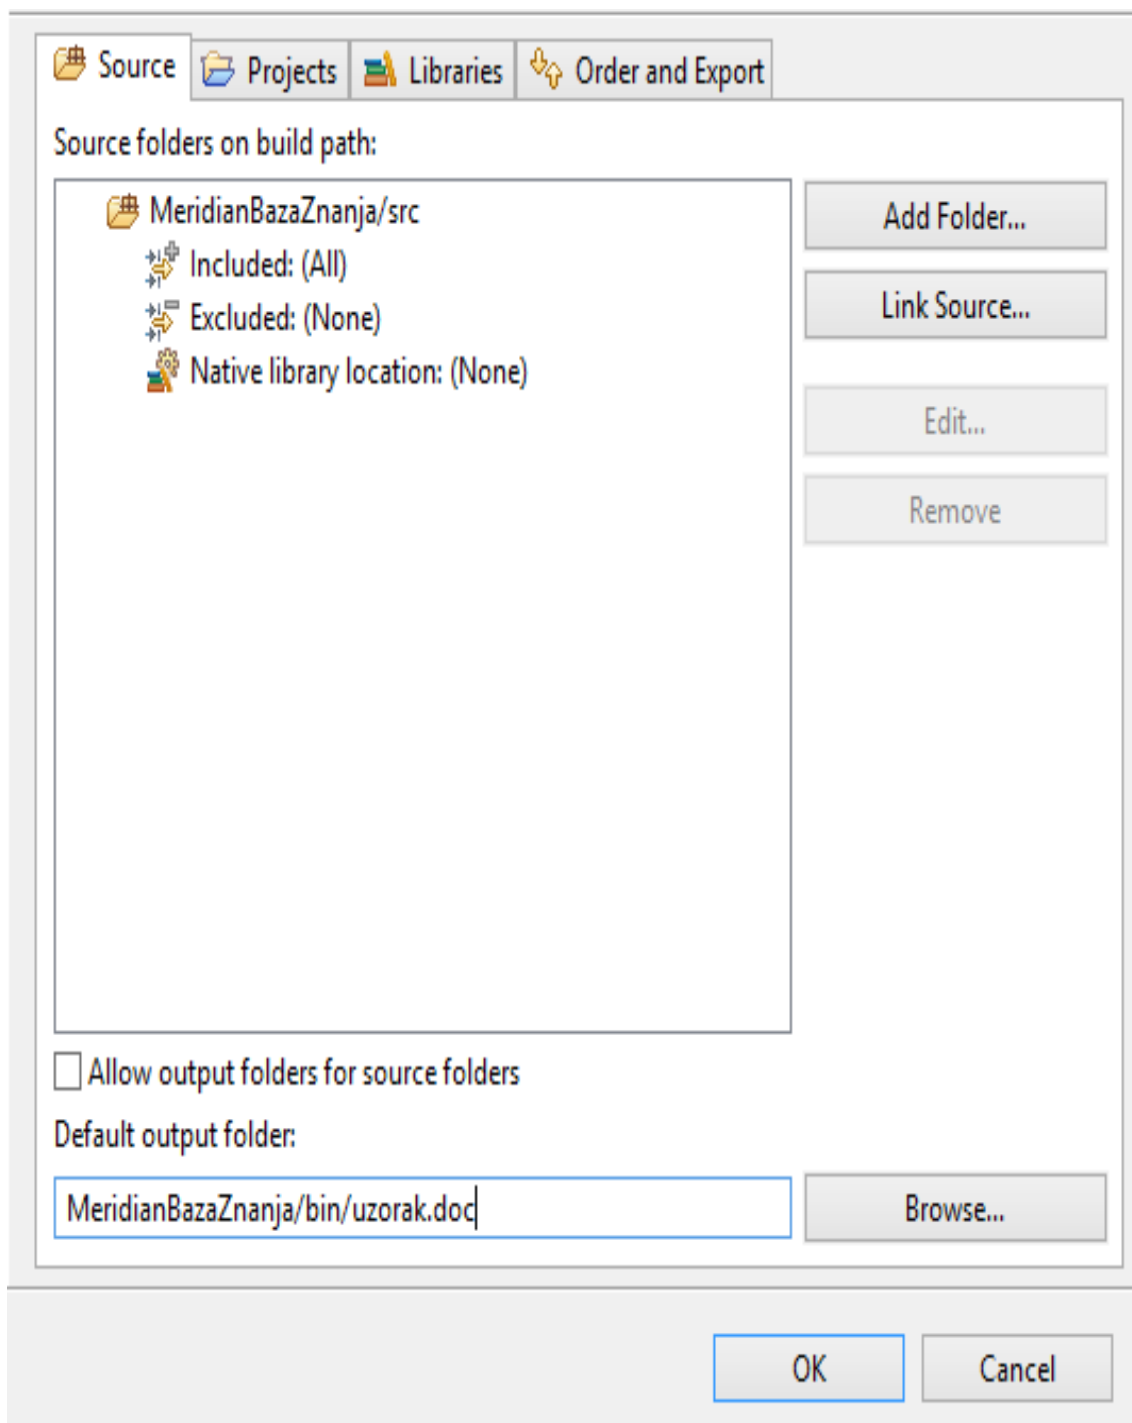 Source Projects Libraries Order and Export
Source folders on build path:
MeridianBazaZnanja/src
Included: (All)
Excluded: (None)
Native library location: (None)
Add Folder...
Link Source...
Edit...
Remove
Allow output folders for source folders
Default output folder:
MeridianBazaZnanja/bin/uzorak.doc
Browse...
OK Cancel